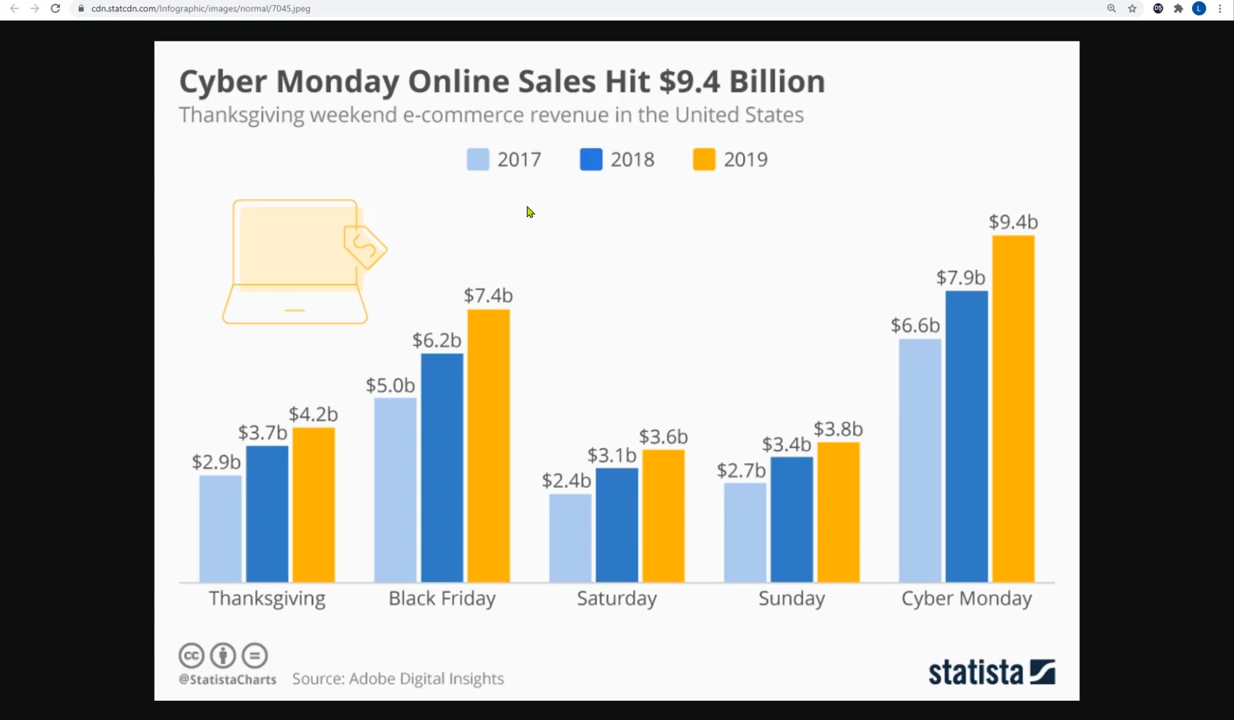 cdn.statcdn.com/Infographic/images/normal/7045.jpeg
L
Cyber Monday Online Sales Hit $9.4 Billion
Thanksgiving weekend e-commerce revenue in the United States
2017 2018 2019
$
$2.9b $3.7b $4.2b
$5.0b $6.2b $7.4b
$2.4b $3.1b $3.6b
$2.7b $3.4b $3.8b
$6.6b $7.9b $9.4b
Thanksgiving Black Friday Saturday Sunday Cyber Monday
cc
@StatistaCharts Source: Adobe Digital Insights
statista